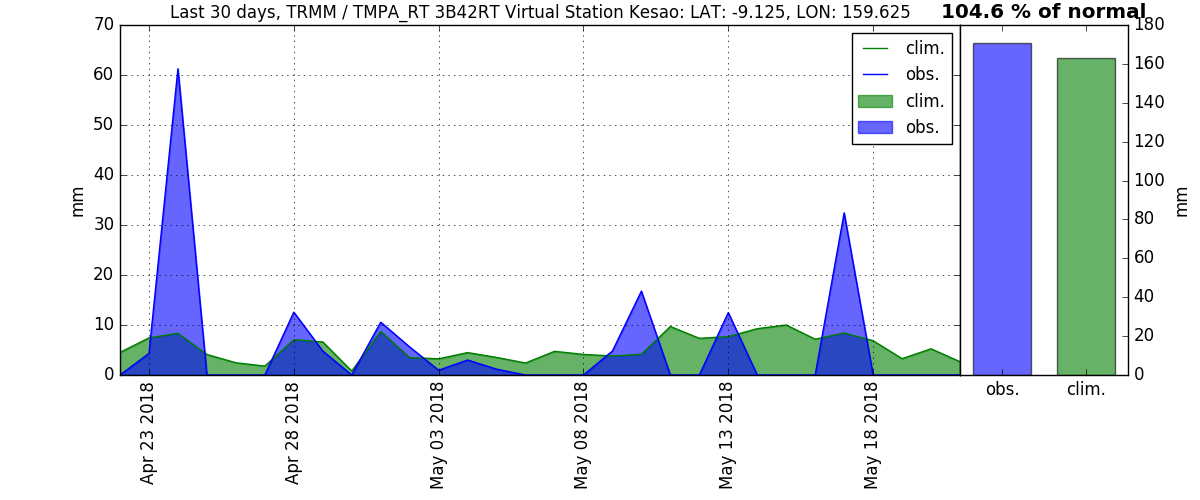 Last 30 days, TRMM / TMPA_RT 3B42RT Virtual Station Kesao: LAT: -9.125, LON: 159.625
104.6 % of normal
70
60
50
40
30
20
10
0
mm
clim.
obs.
clim.
obs.
Apr 23 2018
Apr 28 2018
May 03 2018
May 08 2018
May 13 2018
May 18 2018
180
160
140
120
100
80
60
40
20
0
mm
obs.
clim.